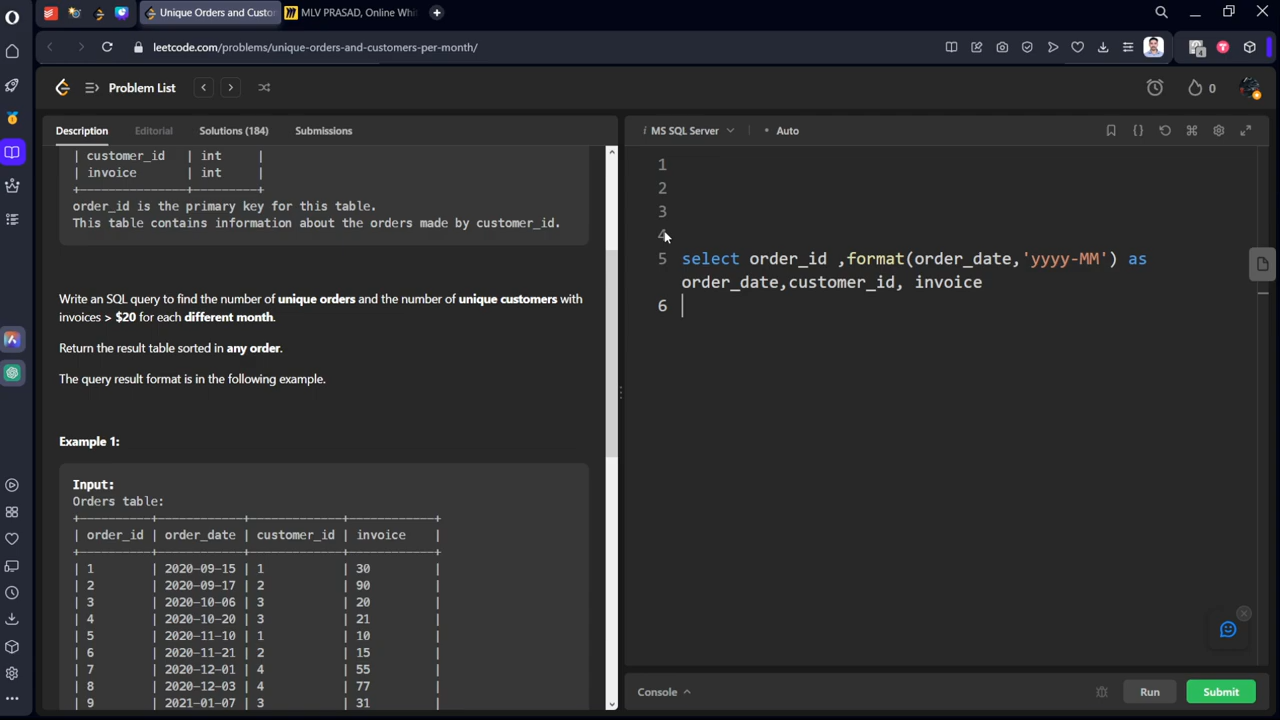 Unique Orders and Custo
MLV PRASAD, Online Whi
leetcode.com/problems/unique-orders-and-customers-per-month/
4
Problem List
0
Description
Editorial
Solutions (184)
Submissions
| customer_id | int |
| invoice | int |
+---------------+---------+
order_id is the primary key for this table.
This table contains information about the orders made by customer_id.
Write an SQL query to find the number of unique orders and the number of unique customers with
invoices > $20 for each different month.
Return the result table sorted in any order.
The query result format is in the following example.
Example 1:
Input:
Orders table:
+----------+------------+-------------+------------+
| order_id | order_date | customer_id | invoice |
+----------+------------+-------------+------------+
| 1 | 2020-09-15 | 1 | 30 |
| 2 | 2020-09-17 | 2 | 90 |
| 3 | 2020-10-06 | 3 | 20 |
| 4 | 2020-10-20 | 3 | 21 |
| 5 | 2020-11-10 | 1 | 10 |
| 6 | 2020-11-21 | 2 | 15 |
| 7 | 2020-12-01 | 4 | 55 |
| 8 | 2020-12-03 | 4 | 77 |
| 9 | 2021-01-07 | 3 | 31 |
i MS SQL Server
• Auto
{}
1
2
3
4
5 select order_id ,format(order_date,'yyyy-MM') as
order_date,customer_id, invoice
6
Console
Run
Submit